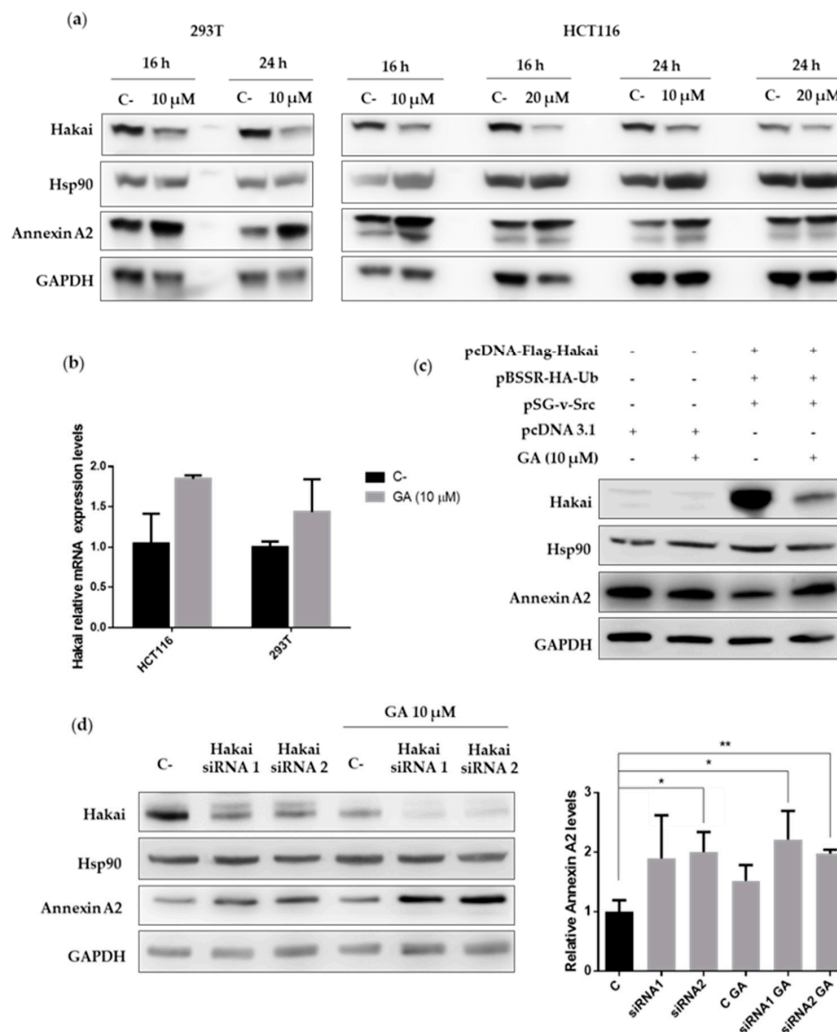 (a)
293T
HCT116
16 h
24 h
16 h
16 h
24 h
24 h
C- 10 μM C- 10 μM C- 10 μM C- 20 μM C- 10 μM C- 20 μM
Hakai
Hsp90
Annexin A2
GAPDH
(b)
Hakai relative mRNA expression levels
2.0
1.5
1.0
0.5
0.0
HCT116
293T
C-
GA (10 μM)
(c)
pcDNA-Flag-Hakai - - + +
pBSSR-HA-Ub - - + +
pSG-v-Src - - + +
pcDNA 3.1 + + - -
GA (10 μM) - + - +
Hakai
Hsp90
Annexin A2
GAPDH
(d)
GA 10 μM
C- Hakai siRNA 1 Hakai siRNA 2 C- Hakai siRNA 1 Hakai siRNA 2
Hakai
Hsp90
Annexin A2
GAPDH
Relative Annexin A2 levels
3
2
1
0
**
*
*
C
siRNA1
siRNA2
C GA
siRNA1 GA
siRNA2 GA